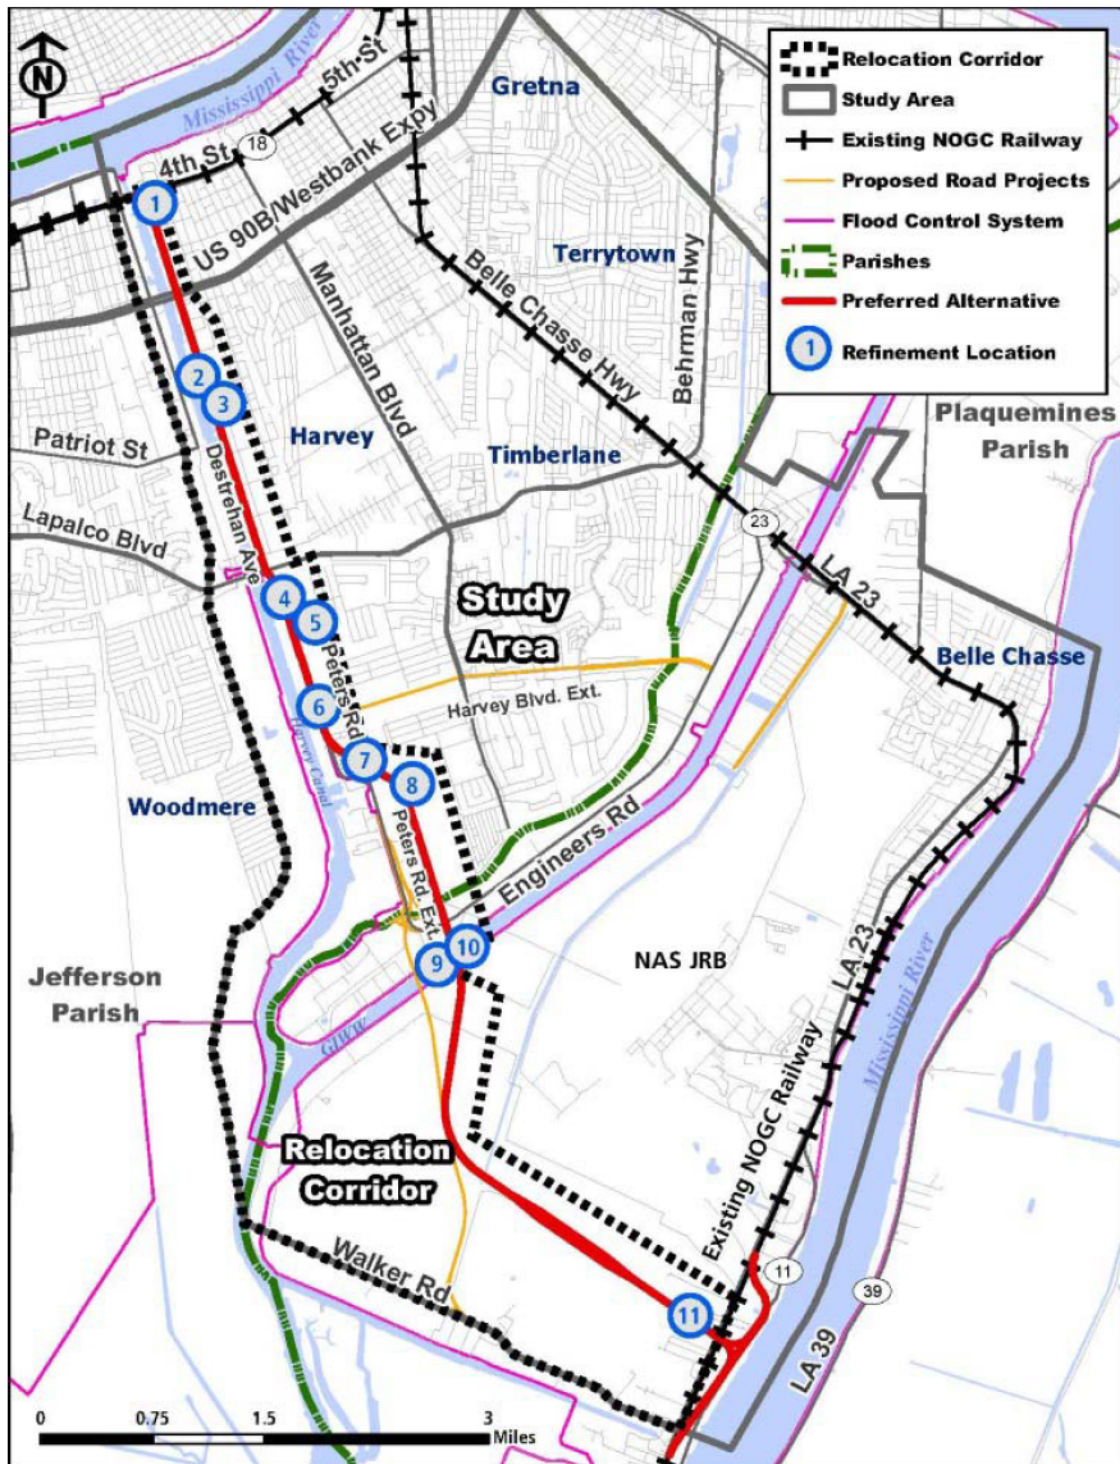 N
Mississippi River
5th St
4th St
18
Gretna
US 90B/Westbank Expy
Relocation Corridor
Study Area
Existing NOGC Railway
Proposed Road Projects
Flood Control System
Parishes
Preferred Alternative
1
Refinement Location
1
Terrytown
Belle Chasse Hwy
Behrman Hwy
Manhattan Blvd
2
3
Harvey
Timberlane
Plaquemines
Parish
Patriot St
Destrehan Ave
Lapalco Blvd
23
LA 23
4
5
Study
Area
Belle Chasse
Peters Rd
6
Harvey Blvd. Ext.
Harvey Canal
7
8
Woodmere
Peters Rd. Ext.
Engineers Rd
9
10
NAS JRB
LA 23
Mississippi River
Jefferson
Parish
GIWW
Existing NOGC Railway
Relocation
Corridor
Walker Rd
11
11
39
LA 39
0 0.75 1.5 3
Miles